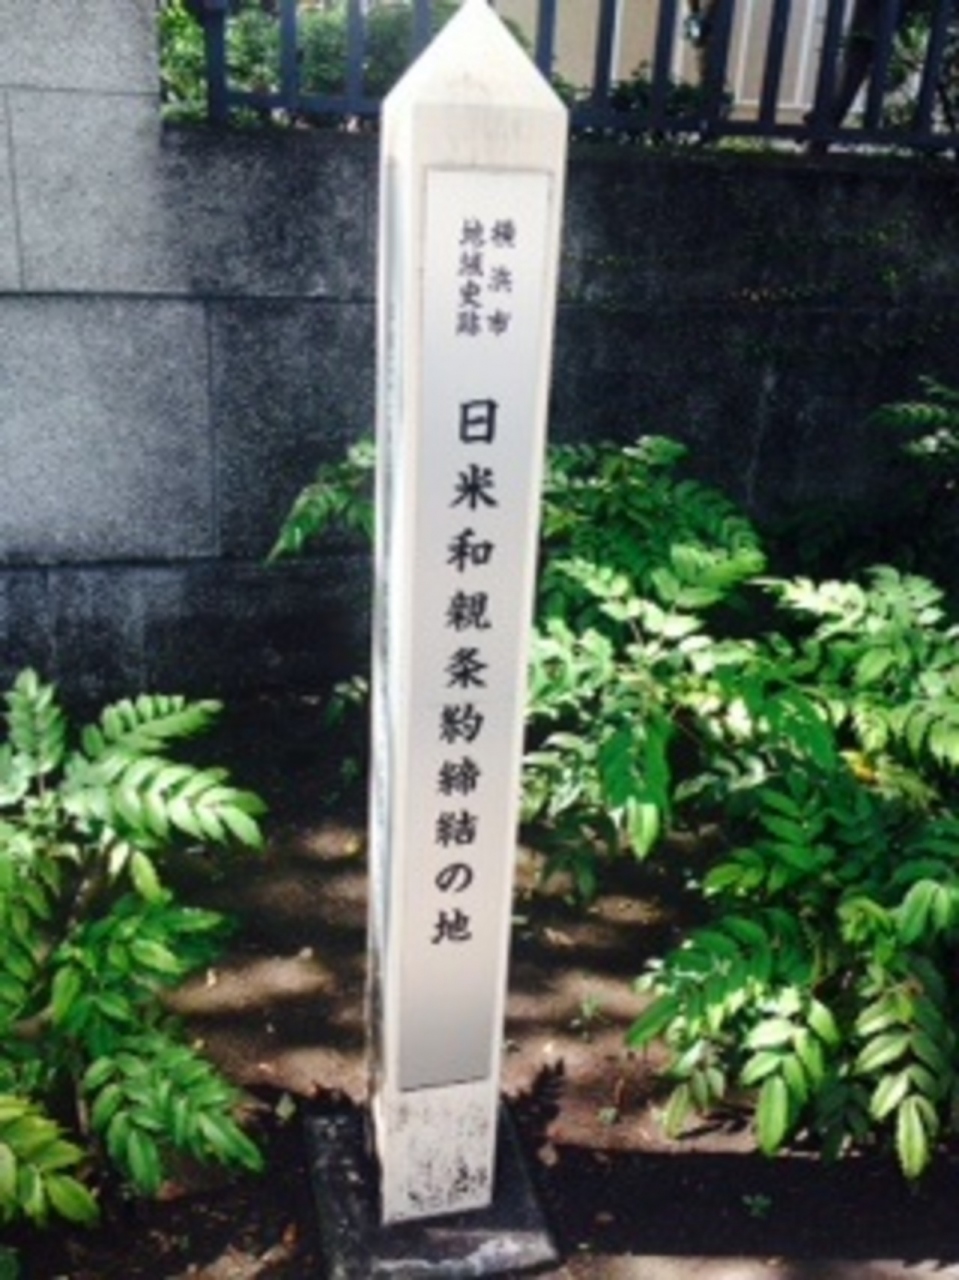 横浜市
地域史跡
日米和親条約締結の地